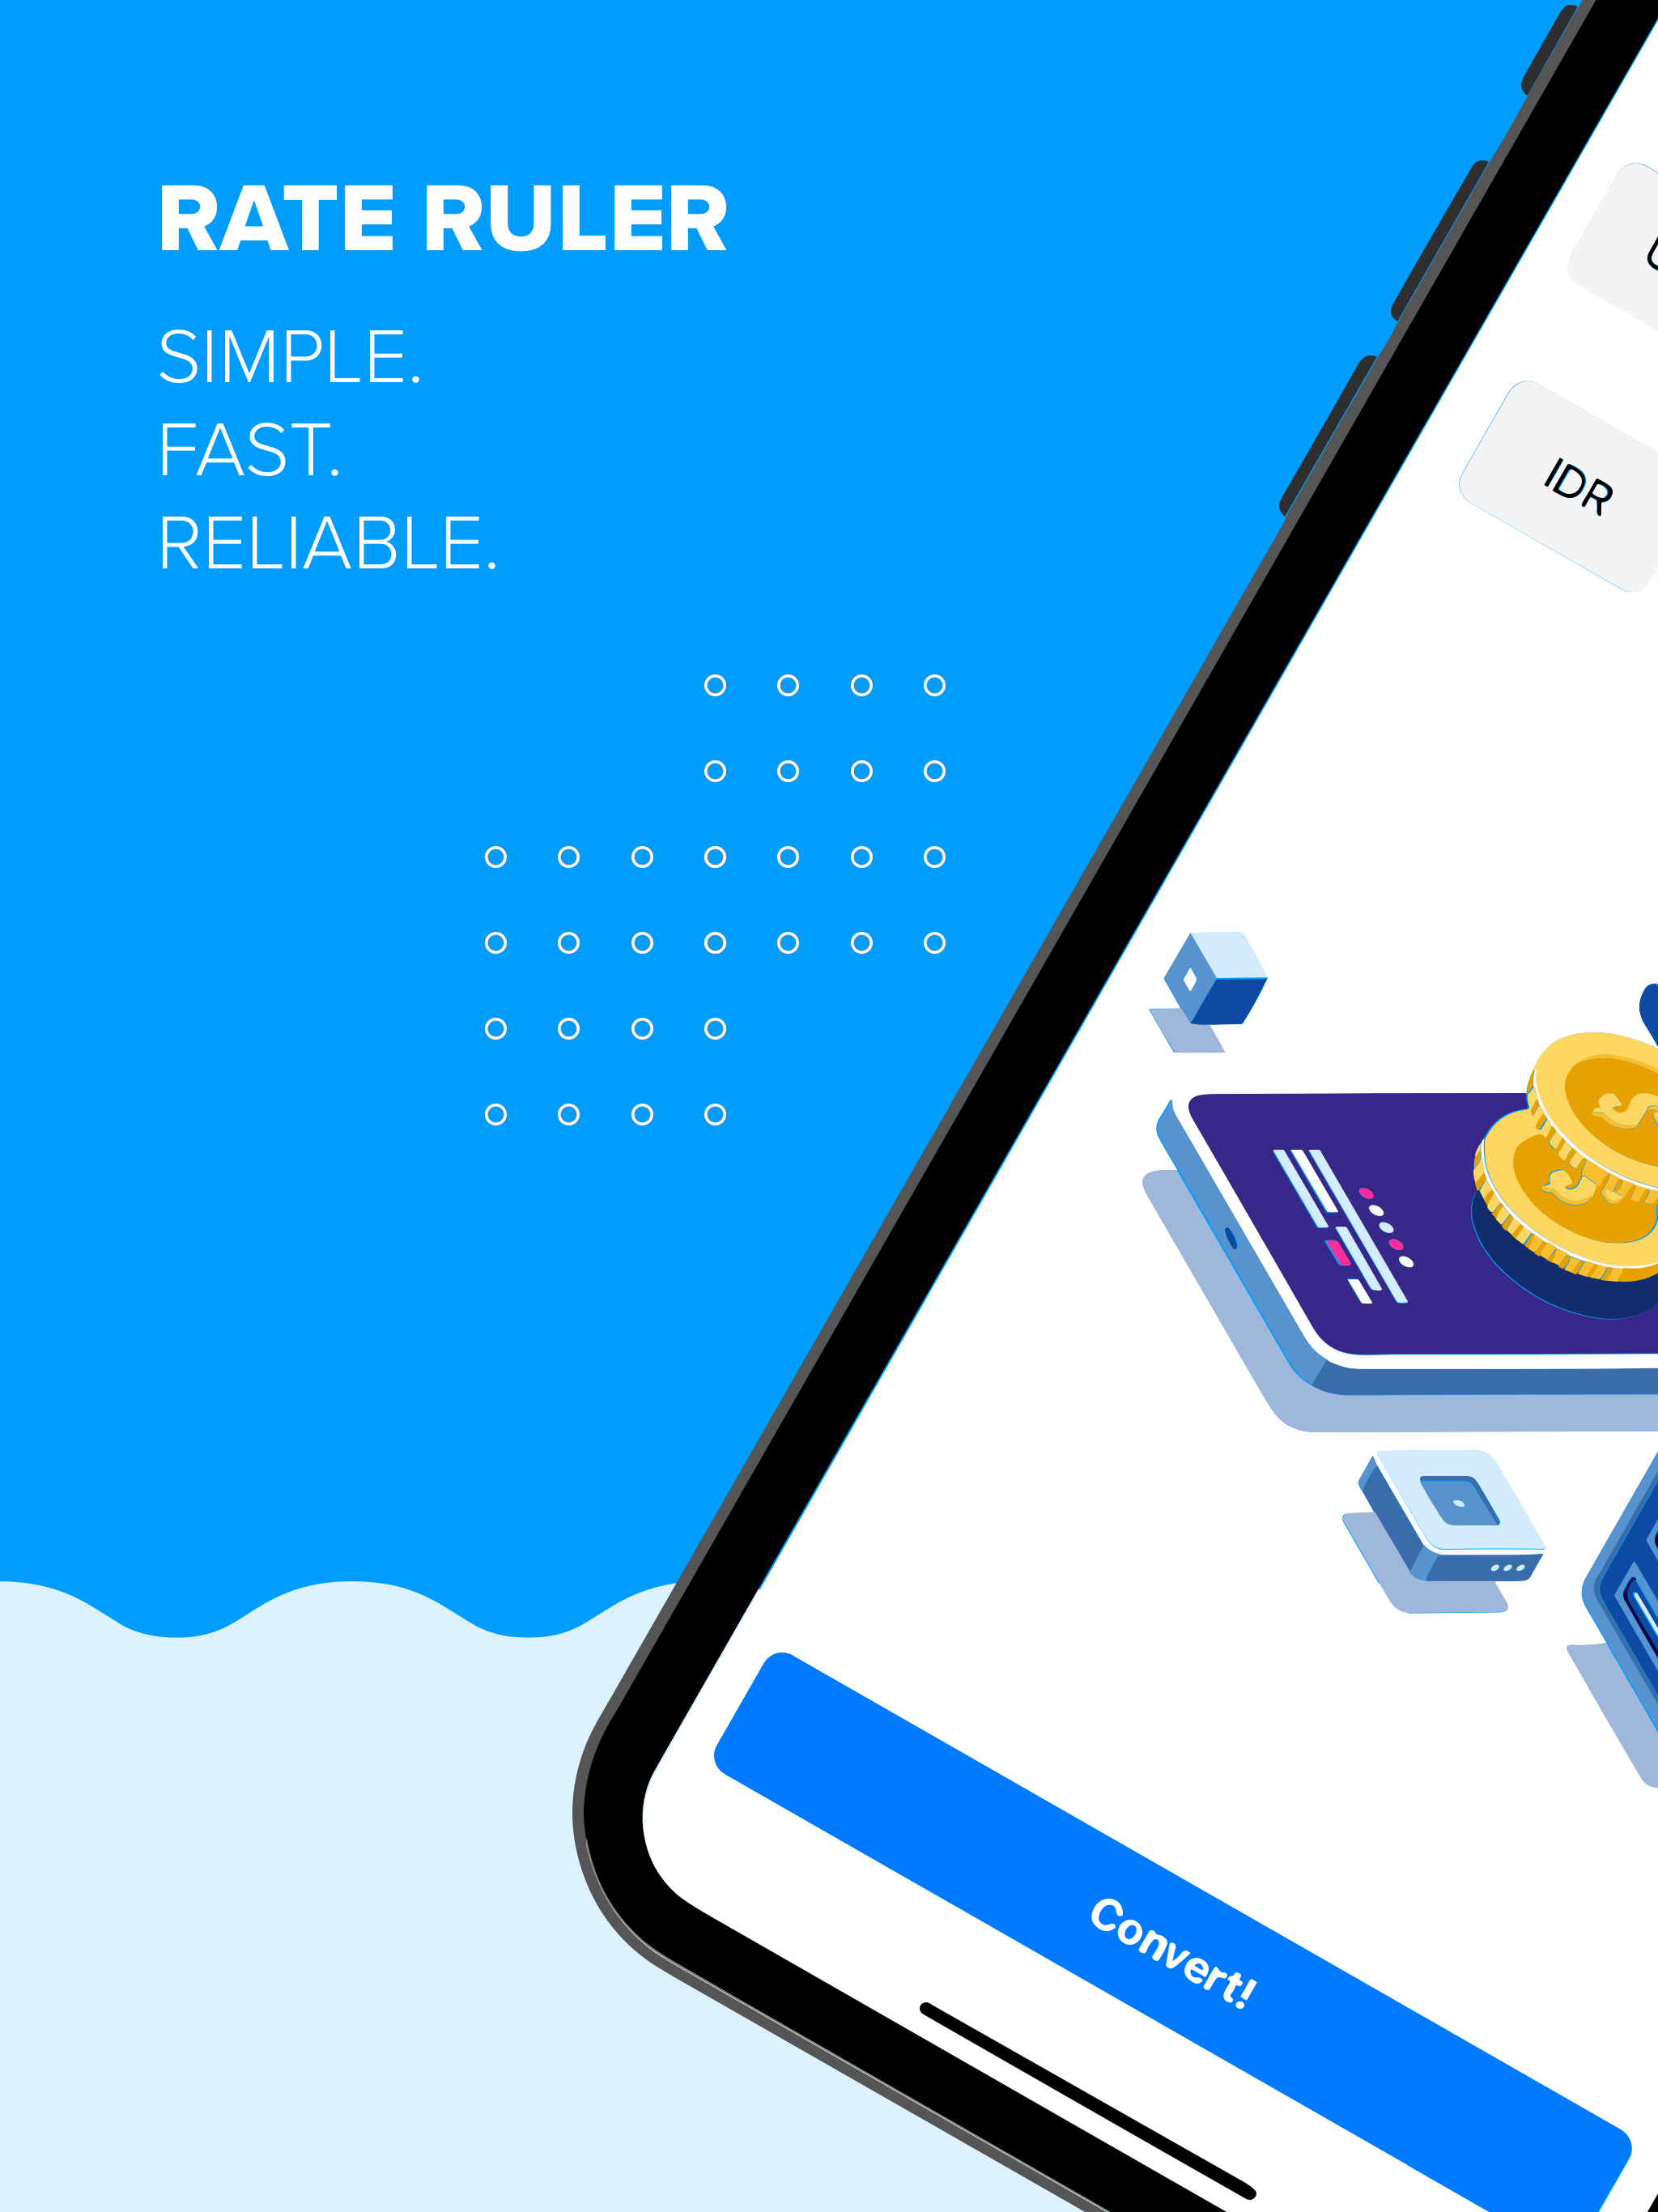 RATE RULER
SIMPLE.
FAST.
RELIABLE.
IDR
Convert!